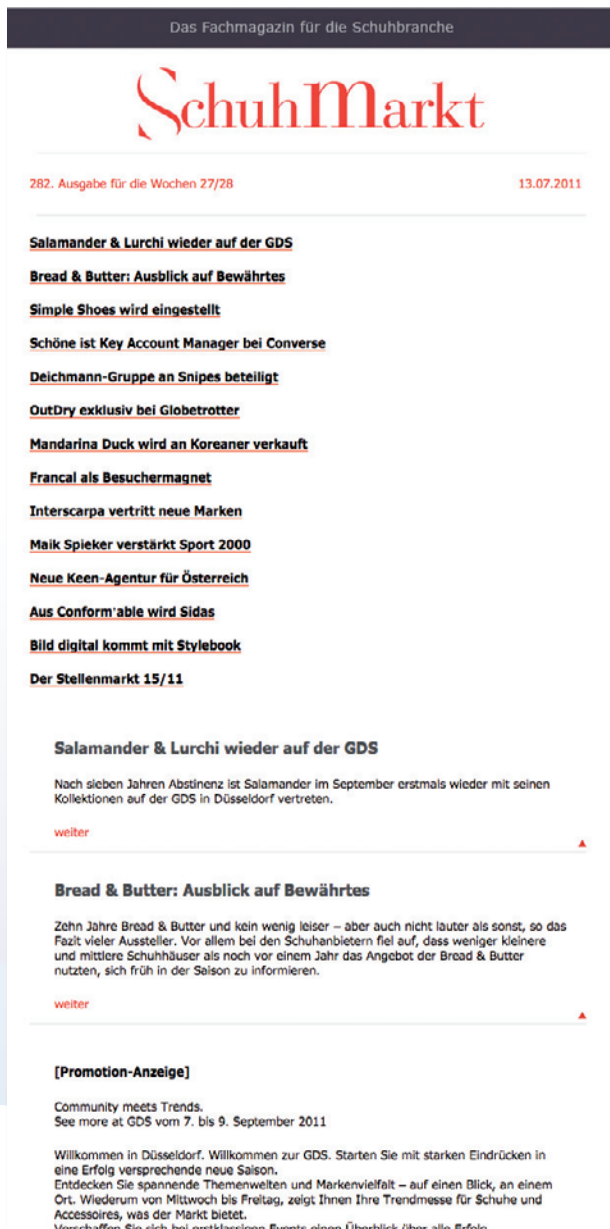 Das Fachmagazin für die Schuhbranche
SchuhMarkt
282. Ausgabe für die Wochen 27/28 13.07.2011
Salamander & Lurchi wieder auf der GDS
Bread & Butter: Ausblick auf Bewährtes
Simple Shoes wird eingestellt
Schöne ist Key Account Manager bei Converse
Deichmann-Gruppe an Snipes beteiligt
OutDry exklusiv bei Globetrotter
Mandarina Duck wird an Koreaner verkauft
Francal als Besuchermagnet
Interscarpa vertritt neue Marken
Maik Spieker verstärkt Sport 2000
Neue Keen-Agentur für Österreich
Aus Conform'able wird Sidas
Bild digital kommt mit Stylebook
Der Stellenmarkt 15/11
Salamander & Lurchi wieder auf der GDS
Nach sieben Jahren Abstinenz ist Salamander im September erstmals wieder mit seinen
Kollektionen auf der GDS in Düsseldorf vertreten.
weiter
Bread & Butter: Ausblick auf Bewährtes
Zehn Jahre Bread & Butter und kein wenig leiser – aber auch nicht lauter als sonst, so das
Fazit vieler Aussteller. Vor allem bei den Schuhanbietern fiel auf, dass weniger kleinere
und mittlere Schuhhäuser als noch vor einem Jahr das Angebot der Bread & Butter
nutzten, sich früh in der Saison zu informieren.
weiter
[Promotion-Anzeige]
Community meets Trends.
See more at GDS vom 7. bis 9. September 2011
Willkommen in Düsseldorf. Willkommen zur GDS. Starten Sie mit starken Eindrücken in
eine Erfolg versprechende neue Saison.
Entdecken Sie spannende Themenwelten und Markenvielfalt – auf einen Blick, an einem
Ort. Wiederum von Mittwoch bis Freitag, zeigt Ihnen Ihre Trendmesse für Schuhe und
Accessoires, was der Markt bietet.
Verschaffen Sie sich bei erstklassigen Events einen Überblick über alle Erfolg